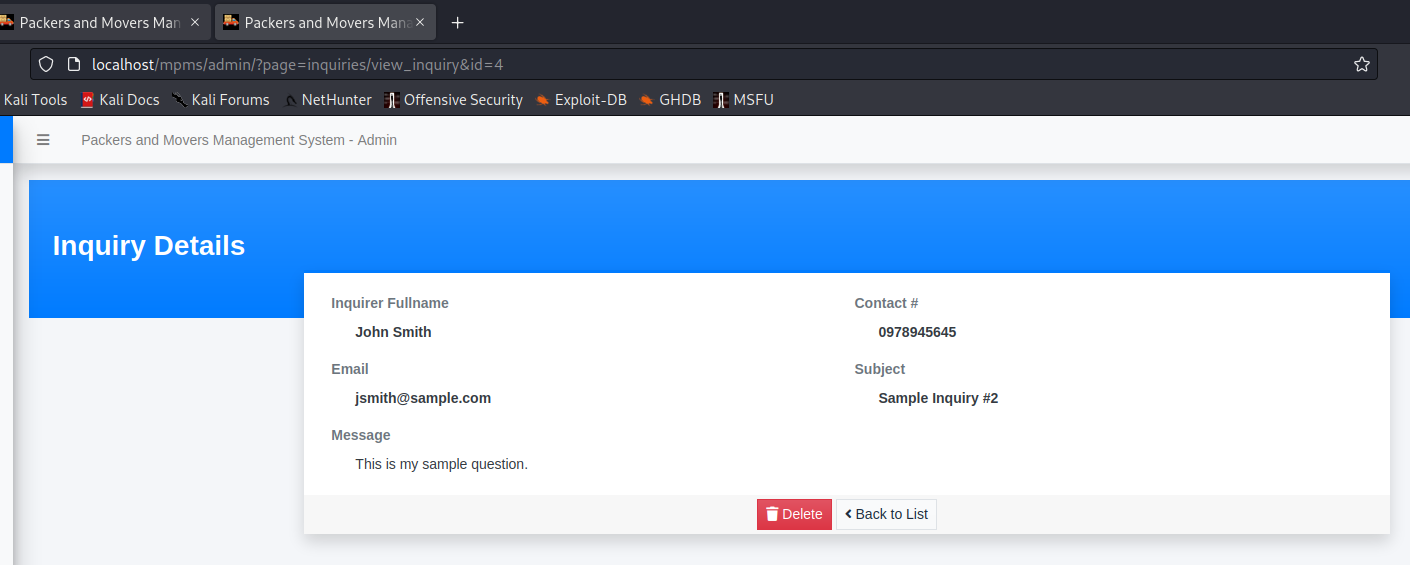 Packers and Movers Man
Packers and Movers Mana
localhost/mpms/admin/?page=inquiries/view_inquiry&id=4
Kali Tools Kali Docs Kali Forums NetHunter Offensive Security Exploit-DB GHDB MSFU
Packers and Movers Management System - Admin
Inquiry Details
Inquirer Fullname Contact #
John Smith 0978945645
Email Subject
jsmith@sample.com Sample Inquiry #2
Message
This is my sample question.
Delete Back to List